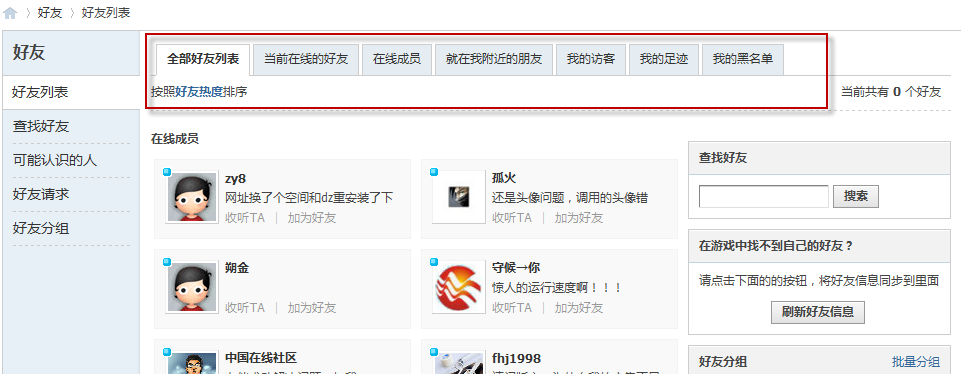 好友 好友列表
好友
好友列表
查找好友
可能认识的人
好友请求
好友分组
全部好友列表 当前在线的好友 在线成员 就在我附近的朋友 我的访客 我的足迹 我的黑名单
按照好友热度排序
当前共有 0 个好友
在线成员
zy8
网址换了个空间和dz重安装了下
收听TA | 加为好友
孤火
还是头像问题，调用的头像错
收听TA | 加为好友
朔金
收听TA | 加为好友
守候→你
惊人的运行速度啊！！！
收听TA | 加为好友
中国在线社区
fhj1998
查找好友
搜索
在游戏中找不到自己的好友？
请点击下面的的按钮，将好友信息同步到里面
刷新好友信息
好友分组 批量分组